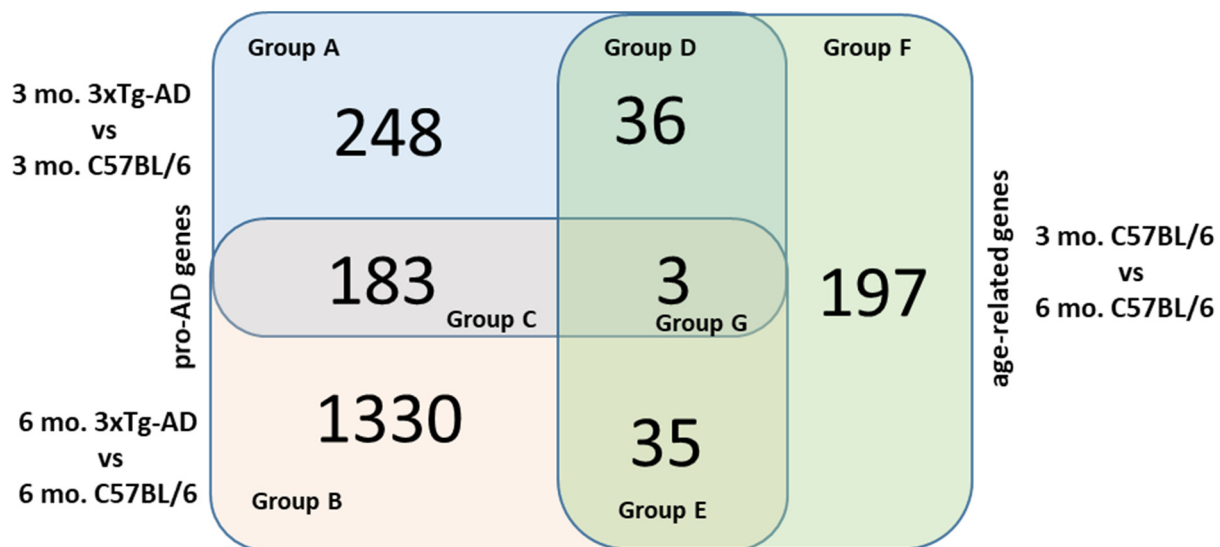 Group A
Group D
Group F
3 mo. 3xTg-AD
vs
3 mo. C57BL/6
248
36
pro-AD genes
183
Group C
3
Group G
197
age-related genes
3 mo. C57BL/6
vs
6 mo. C57BL/6
6 mo. 3xTg-AD
vs
6 mo. C57BL/6
1330
Group B
35
Group E